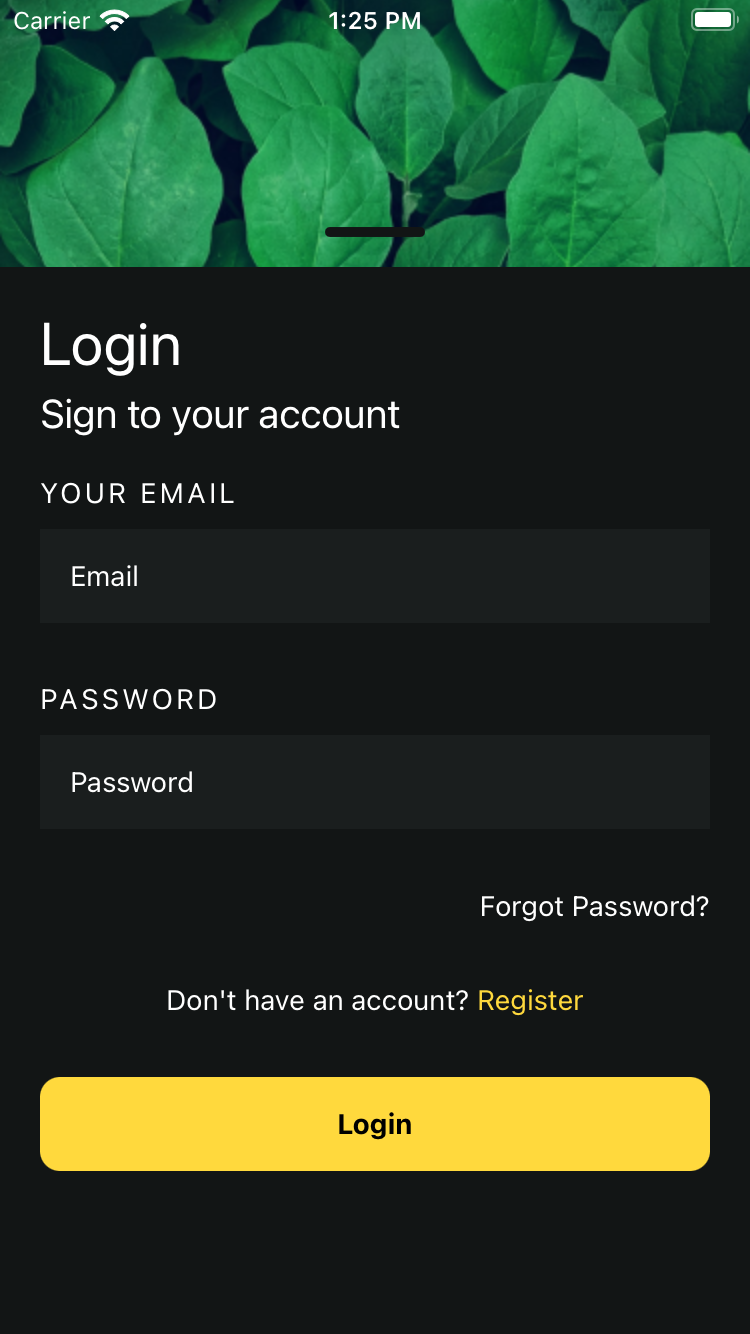 Carrier 1:25 PM
Login
Sign to your account
YOUR EMAIL
Email
PASSWORD
Password
Forgot Password?
Don't have an account? Register
Login